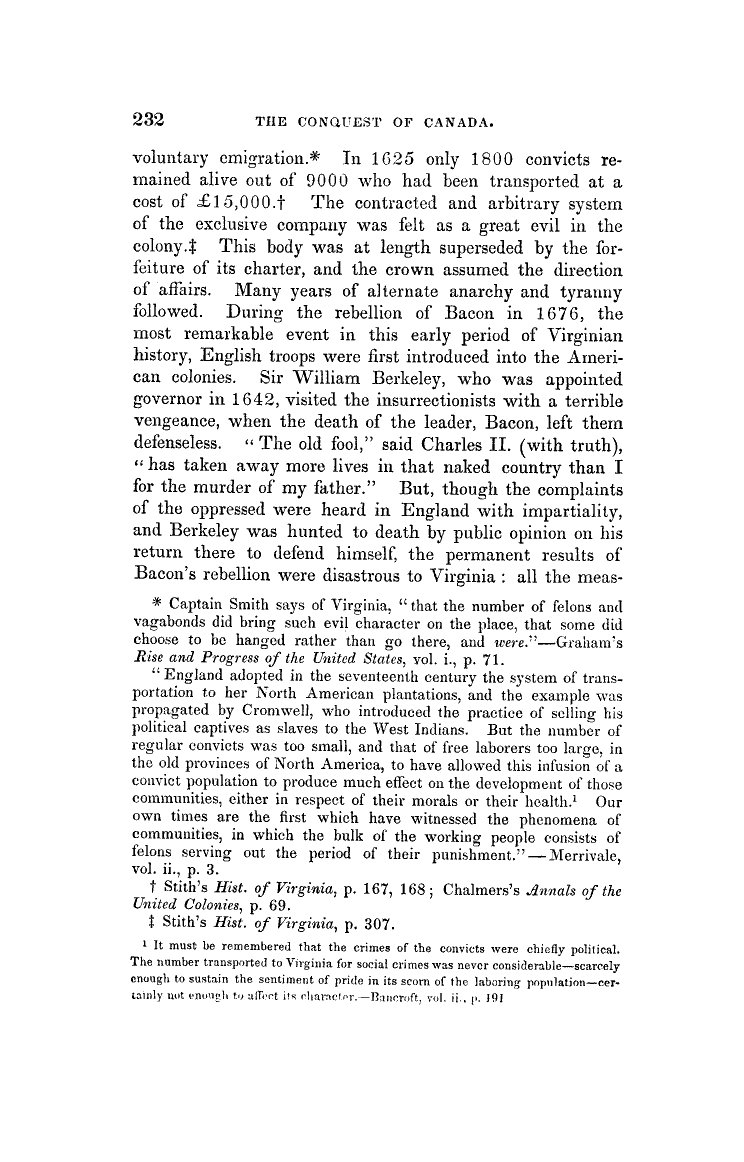 232 THE CONQUEST OF CANADA.
voluntary emigration.* In 1625 only 1800 convicts re-
mained alive out of 9000 who had been transported at a
cost of £15,000.† The contracted and arbitrary system
of the exclusive company was felt as a great evil in the
colony.‡ This body was at length superseded by the for-
feiture of its charter, and the crown assumed the direction
of affairs. Many years of alternate anarchy and tyranny
followed. During the rebellion of Bacon in 1676, the
most remarkable event in this early period of Virginian
history, English troops were first introduced into the Ameri-
can colonies. Sir William Berkeley, who was appointed
governor in 1642, visited the insurrectionists with a terrible
vengeance, when the death of the leader, Bacon, left them
defenseless. “The old fool,” said Charles II. (with truth),
“has taken away more lives in that naked country than I
for the murder of my father.” But, though the complaints
of the oppressed were heard in England with impartiality,
and Berkeley was hunted to death by public opinion on his
return there to defend himself, the permanent results of
Bacon's rebellion were disastrous to Virginia: all the meas-
* Captain Smith says of Virginia, “that the number of felons and
vagabonds did bring such evil character on the place, that some did
choose to be hanged rather than go there, and were.”—Graham's
Rise and Progress of the United States, vol. i., p. 71.
“England adopted in the seventeenth century the system of trans-
portation to her North American plantations, and the example was
propagated by Cromwell, who introduced the practice of selling his
political captives as slaves to the West Indians. But the number of
regular convicts was too small, and that of free laborers too large, in
the old provinces of North America, to have allowed this infusion of a
convict population to produce much effect on the development of those
communities, either in respect of their morals or their health.¹ Our
own times are the first which have witnessed the phenomena of
communities, in which the bulk of the working people consists of
felons serving out the period of their punishment.”—Merrivale,
vol. ii., p. 3.
† Stith's Hist. of Virginia, p. 167, 168; Chalmers's Annals of the
United Colonies, p. 69.
‡ Stith's Hist. of Virginia, p. 307.
¹ It must be remembered that the crimes of the convicts were chiefly political.
The number transported to Virginia for social crimes was never considerable—scarcely
enough to sustain the sentiment of pride in its scorn of the laboring population—cer-
tainly not enough to affect its character.—Bancroft, vol. ii., p. 191